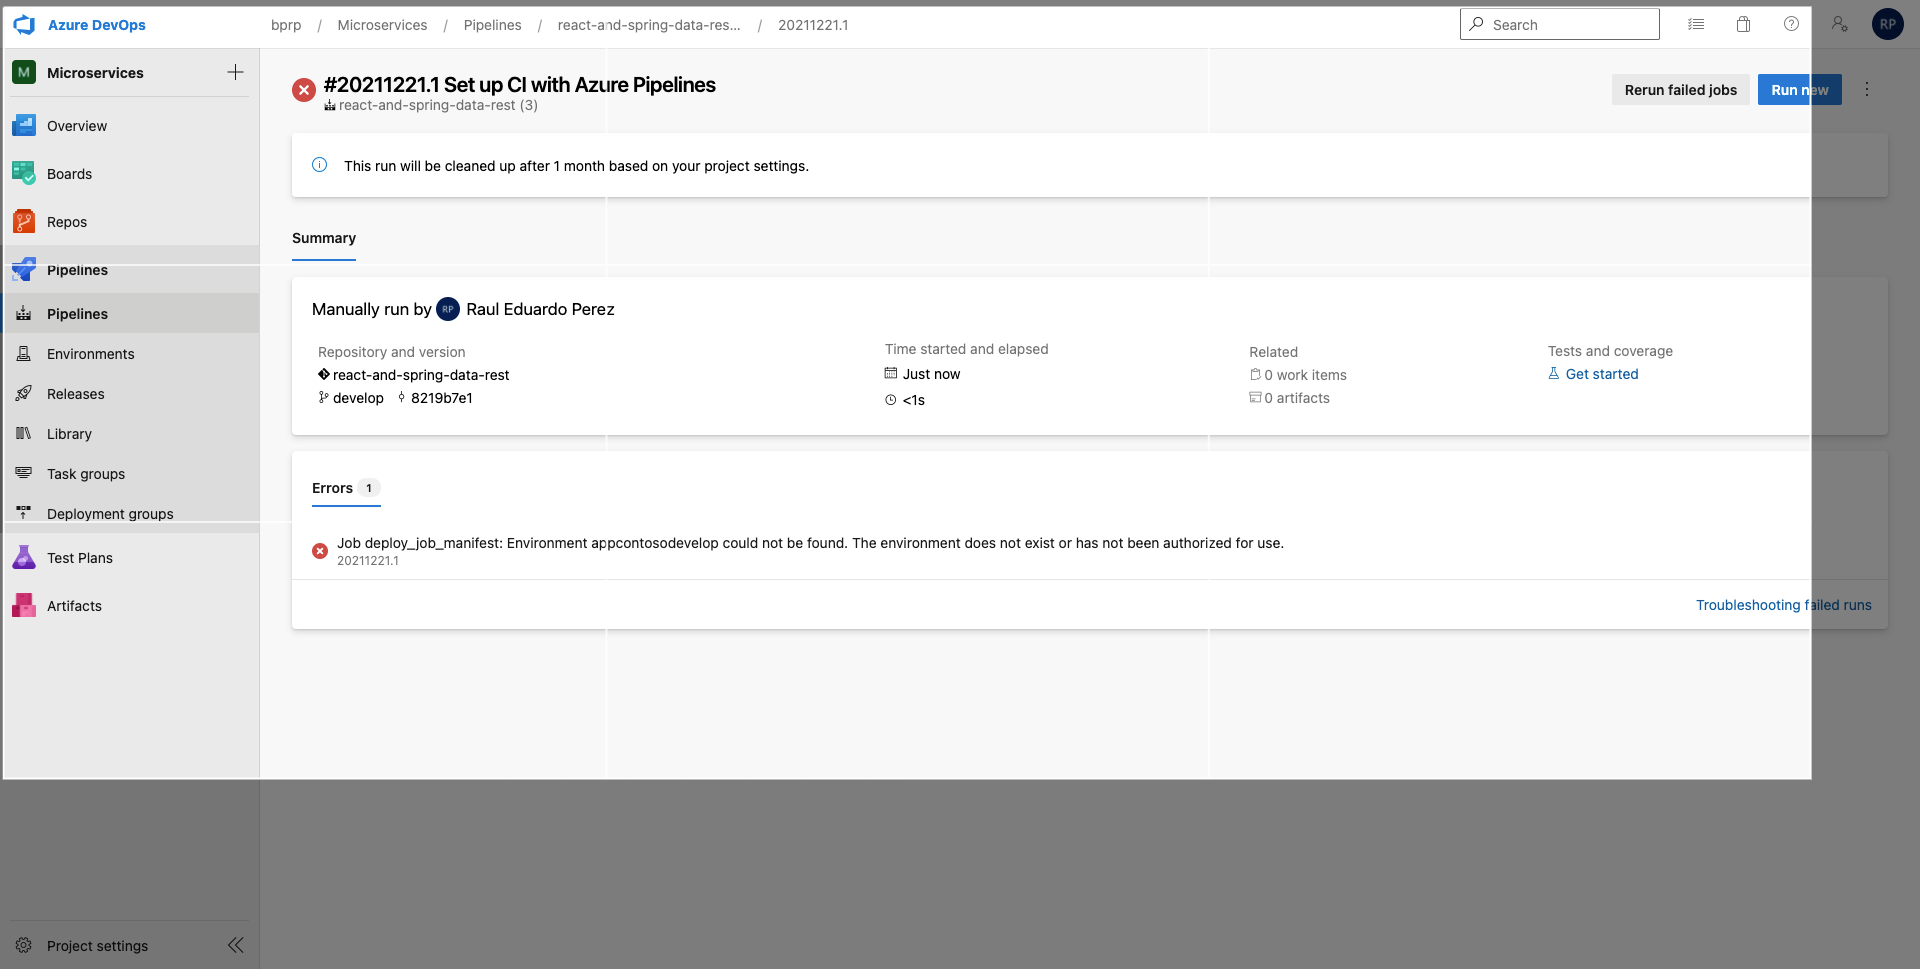 Azure DevOps
bprp / Microservices / Pipelines / react-and-spring-data-res... / 20211221.1
Search
RP
M Microservices
Overview
Boards
Repos
Pipelines
Pipelines
Environments
Releases
Library
Task groups
Deployment groups
Test Plans
Artifacts
Project settings
#20211221.1 Set up CI with Azure Pipelines
react-and-spring-data-rest (3)
Rerun failed jobs
Run new
This run will be cleaned up after 1 month based on your project settings.
Summary
Manually run by RP Raul Eduardo Perez
Repository and version
react-and-spring-data-rest
develop 8219b7e1
Time started and elapsed
Just now
<1s
Related
0 work items
0 artifacts
Tests and coverage
Get started
Errors 1
Job deploy_job_manifest: Environment appcontosodevelop could not be found. The environment does not exist or has not been authorized for use.
20211221.1
Troubleshooting failed runs